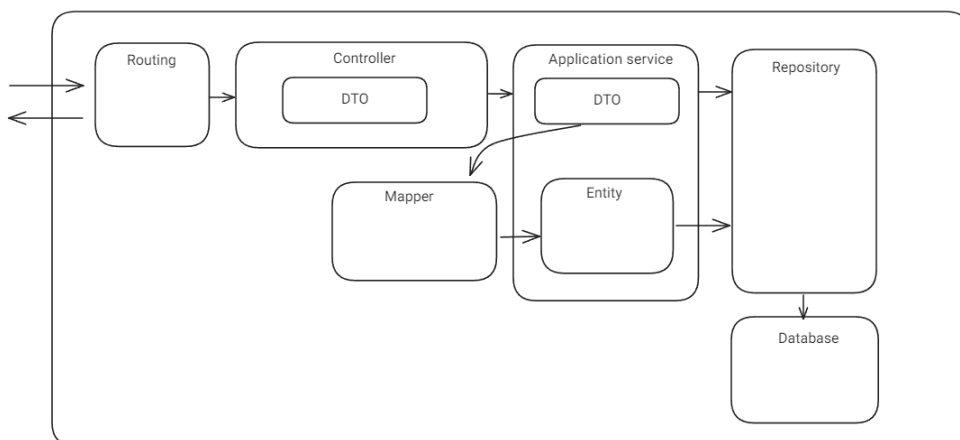 Routing
Controller
DTO
Application service
DTO
Repository
Mapper
Entity
Database